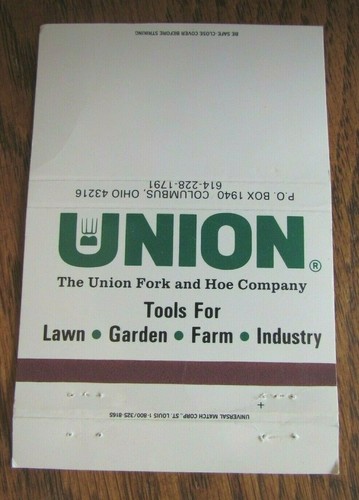 BE SAFE. CLOSE COVER BEFORE STRIKING
P.O. BOX 1940 COLUMBUS, OHIO 43216
614-228-1791
UNION®
The Union Fork and Hoe Company
Tools For
Lawn • Garden • Farm • Industry
UNIVERSAL MATCH CORP., ST. LOUIS 1-800/325-8165